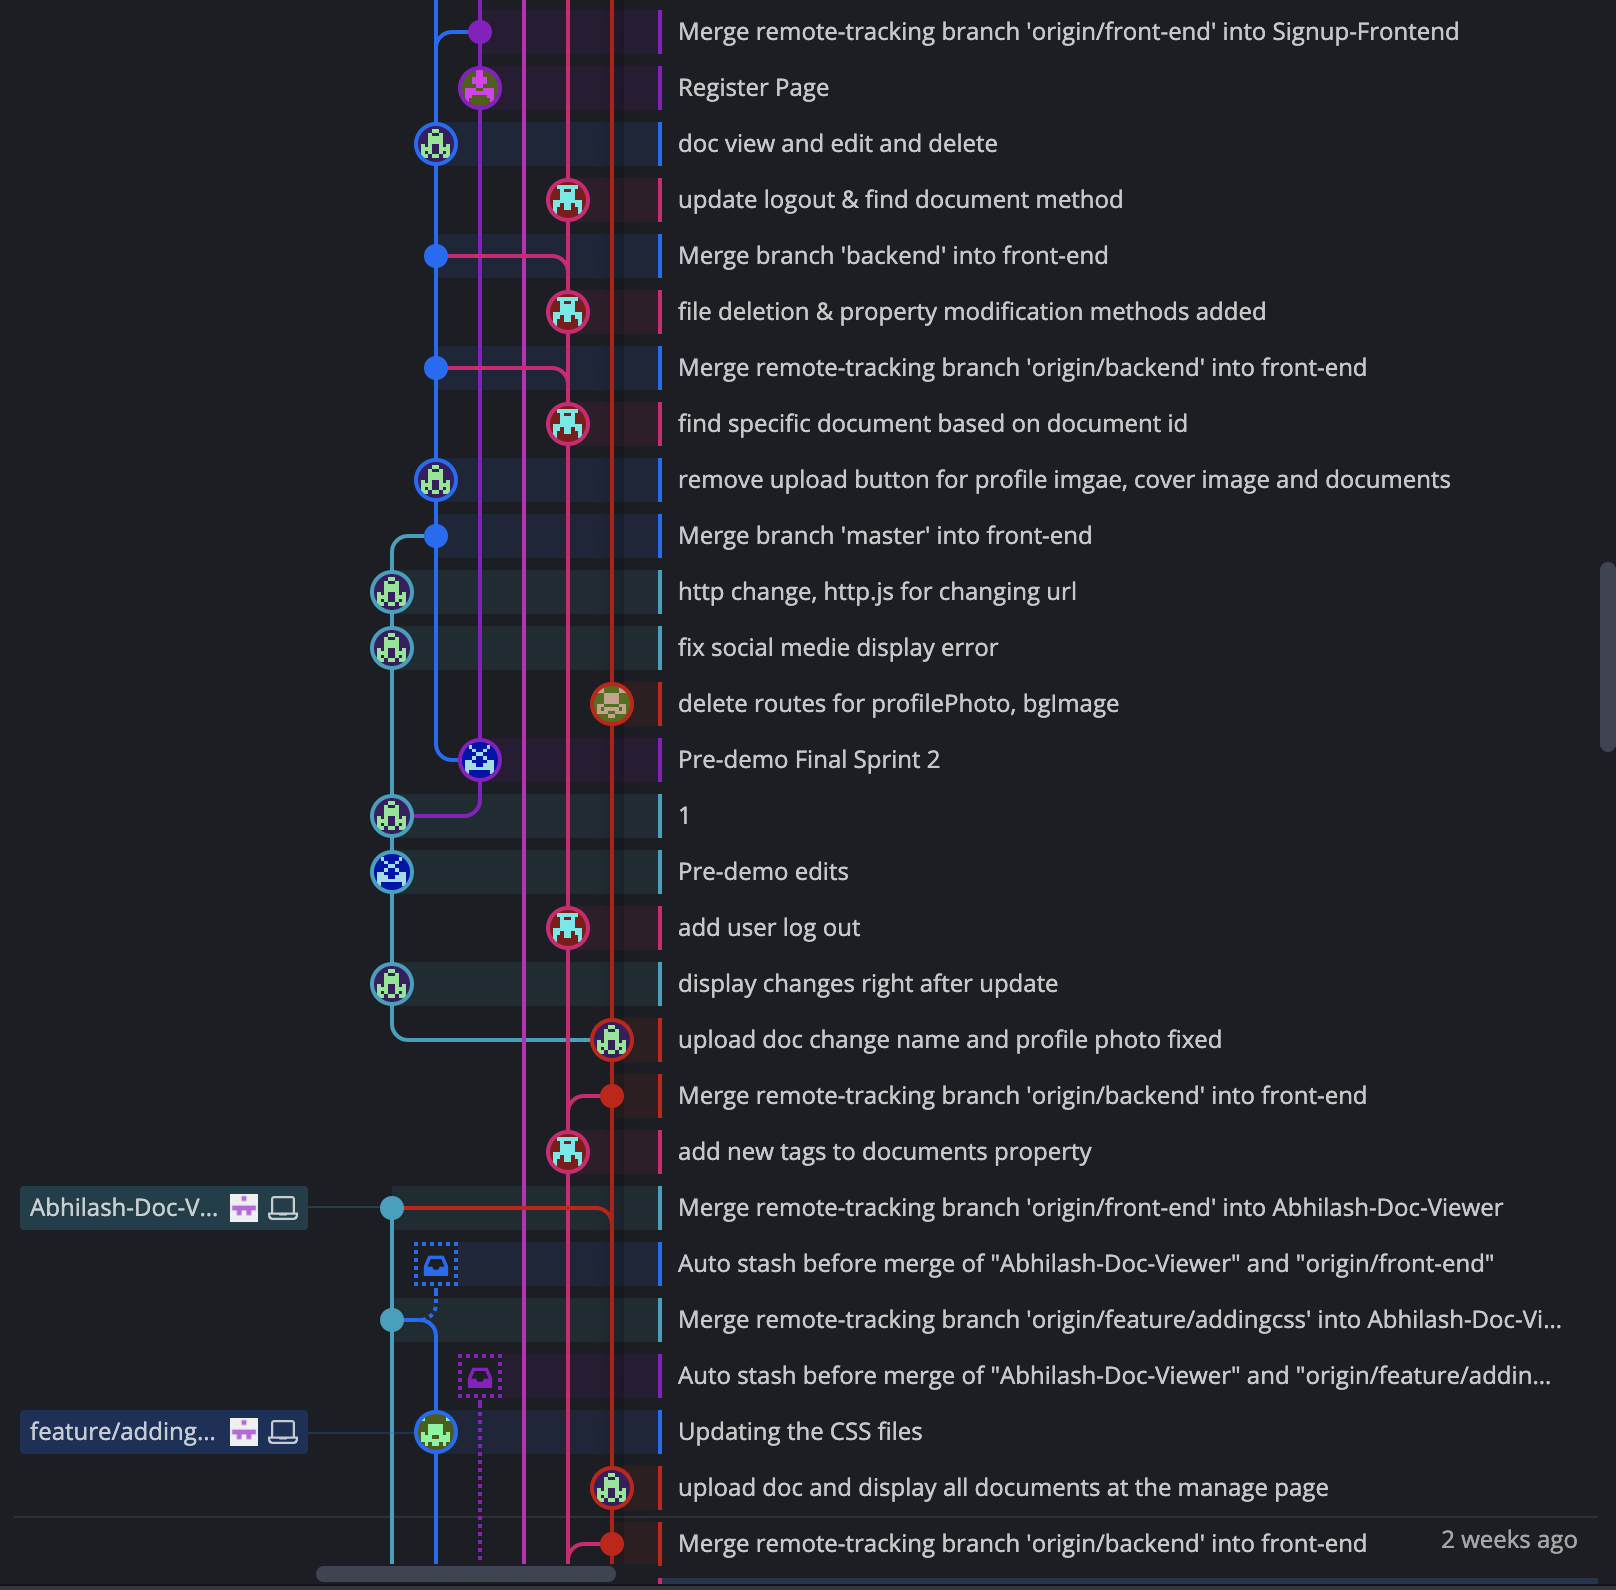 Merge remote-tracking branch 'origin/front-end' into Signup-Frontend
Register Page
doc view and edit and delete
update logout & find document method
Merge branch 'backend' into front-end
file deletion & property modification methods added
Merge remote-tracking branch 'origin/backend' into front-end
find specific document based on document id
remove upload button for profile imgae, cover image and documents
Merge branch 'master' into front-end
http change, http.js for changing url
fix social medie display error
delete routes for profilePhoto, bgImage
Pre-demo Final Sprint 2
1
Pre-demo edits
add user log out
display changes right after update
upload doc change name and profile photo fixed
Merge remote-tracking branch 'origin/backend' into front-end
add new tags to documents property
Abhilash-Doc-V... Merge remote-tracking branch 'origin/front-end' into Abhilash-Doc-Viewer
Auto stash before merge of "Abhilash-Doc-Viewer" and "origin/front-end"
Merge remote-tracking branch 'origin/feature/addingcss' into Abhilash-Doc-Vi...
Auto stash before merge of "Abhilash-Doc-Viewer" and "origin/feature/addin...
feature/adding... Updating the CSS files
upload doc and display all documents at the manage page
Merge remote-tracking branch 'origin/backend' into front-end 2 weeks ago